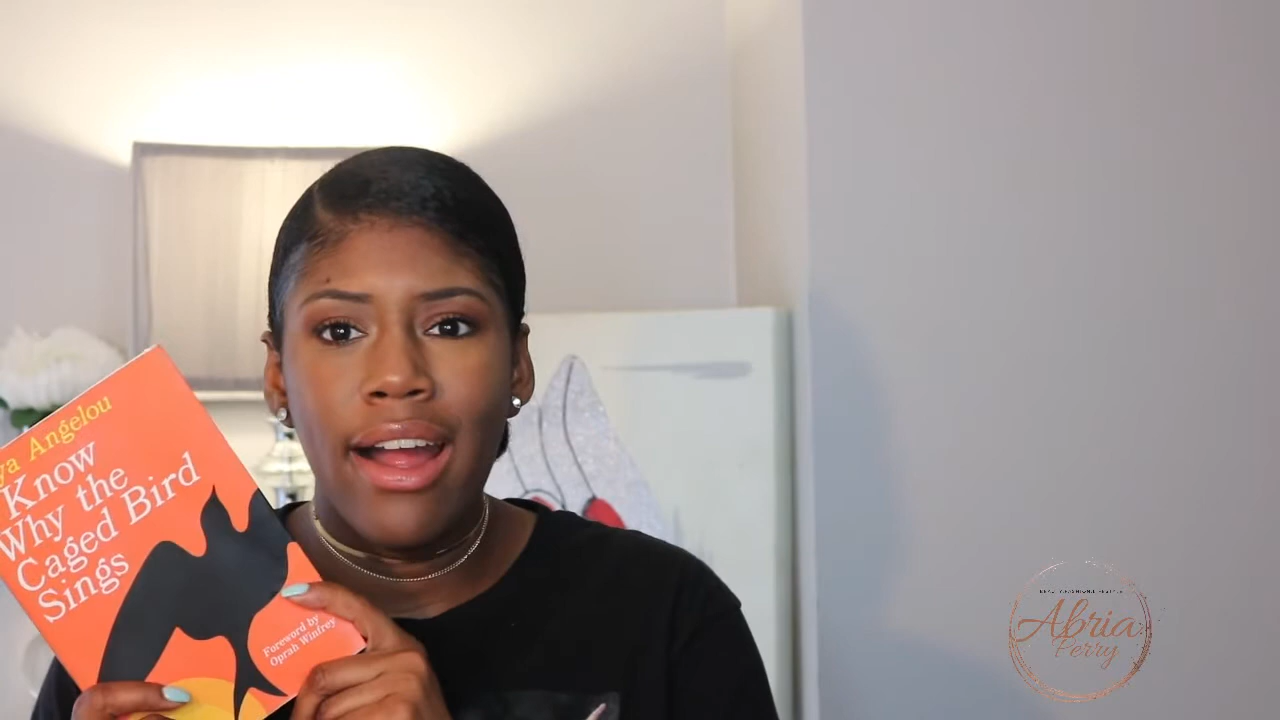 ya Angelou
Know
Why the
Caged Bird
Sings
Foreword by
Oprah Winfrey
Abria
Perry